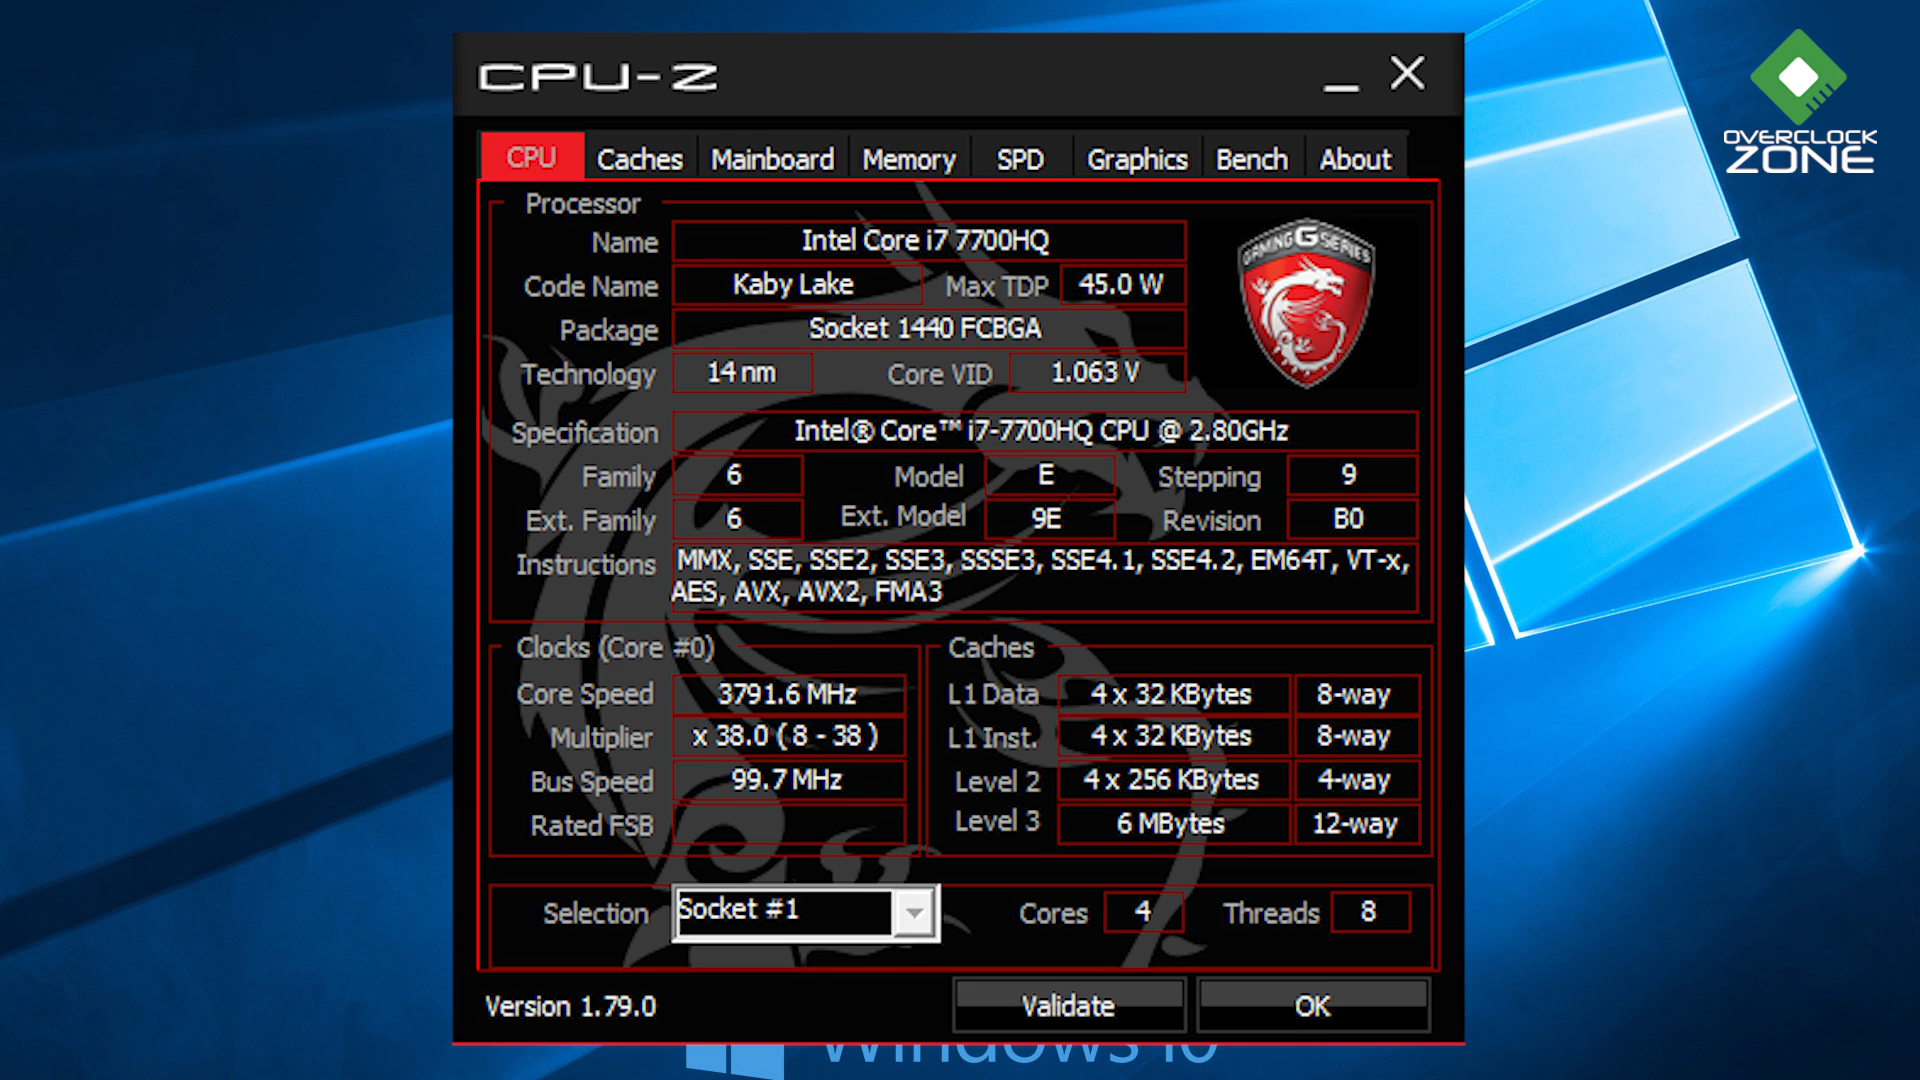 CPU-Z
OVERCLOCK
ZONE
CPU Caches Mainboard Memory SPD Graphics Bench About
Processor
Name Intel Core i7 7700HQ
GAMING G SERIES
Code Name Kaby Lake Max TDP 45.0 W
Package Socket 1440 FCBGA
Technology 14 nm Core VID 1.063 V
Specification Intel® Core™ i7-7700HQ CPU @ 2.80GHz
Family 6 Model E Stepping 9
Ext. Family 6 Ext. Model 9E Revision B0
Instructions MMX, SSE, SSE2, SSE3, SSSE3, SSE4.1, SSE4.2, EM64T, VT-x,
AES, AVX, AVX2, FMA3
Clocks (Core #0)
Core Speed 3791.6 MHz
Multiplier x 38.0 ( 8 - 38 )
Bus Speed 99.7 MHz
Rated FSB
Caches
L1 Data 4 x 32 KBytes 8-way
L1 Inst. 4 x 32 KBytes 8-way
Level 2 4 x 256 KBytes 4-way
Level 3 6 MBytes 12-way
Selection Socket #1 Cores 4 Threads 8
Version 1.79.0 Validate OK
Windows 10